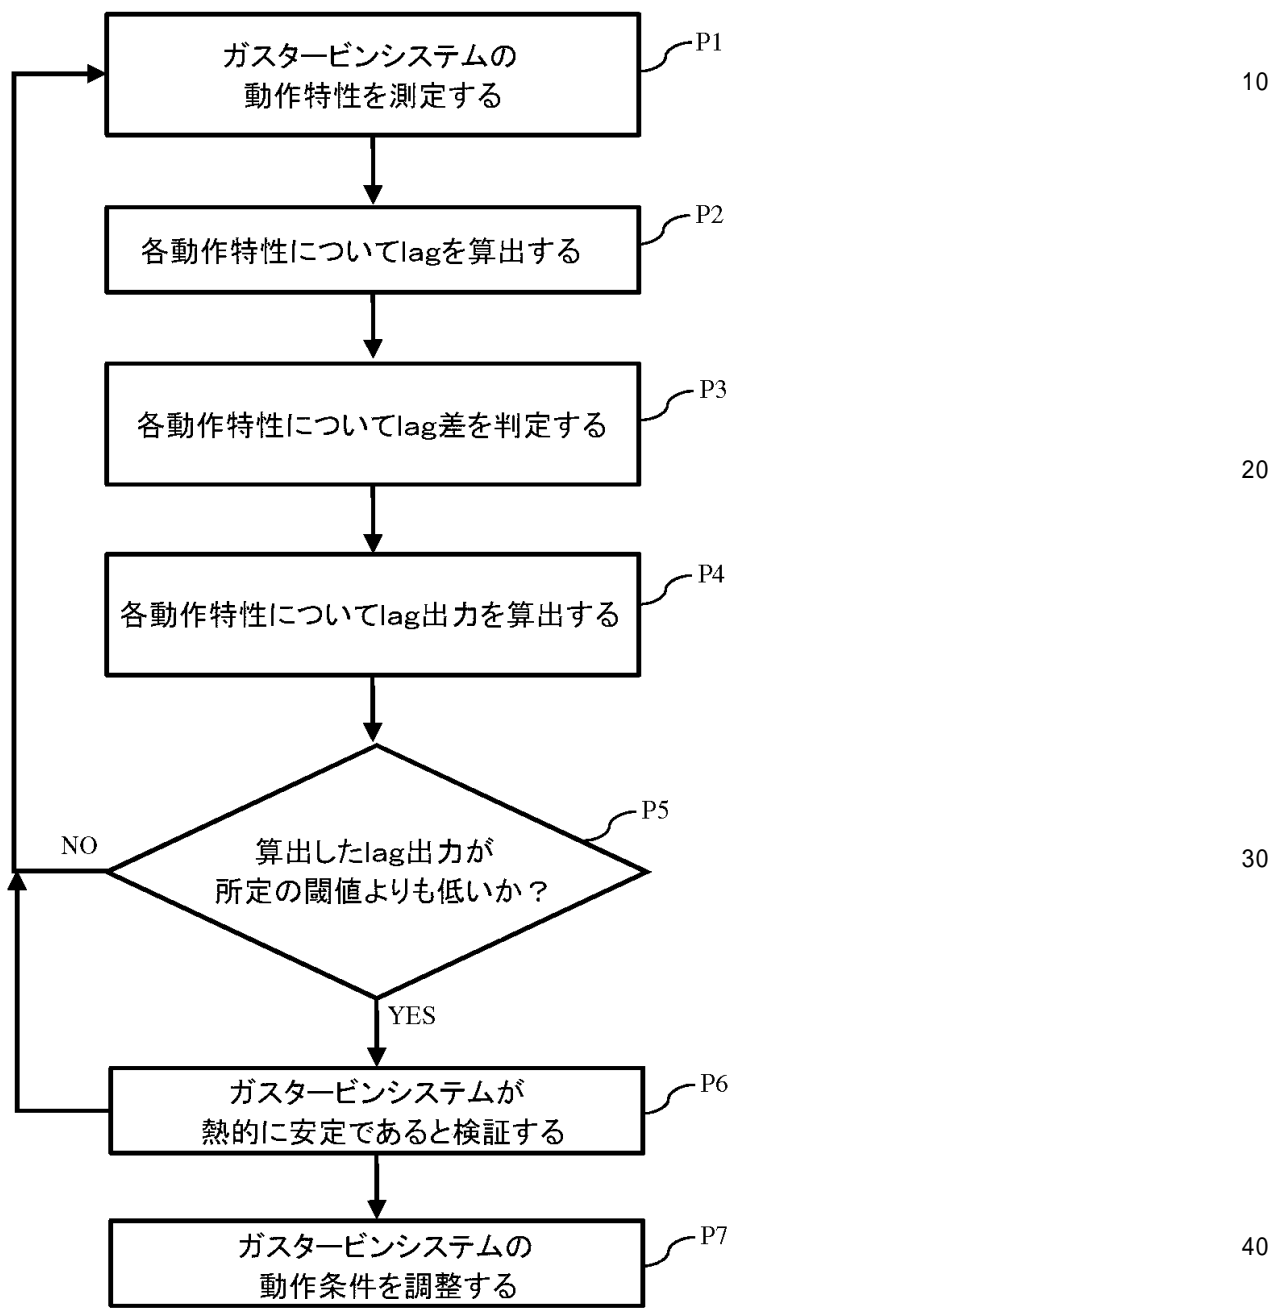 P1
ガスタービンシステムの
動作特性を測定する
10
P2
各動作特性についてlagを算出する
P3
各動作特性についてlag差を判定する
20
P4
各動作特性についてlag出力を算出する
P5
NO
算出したlag出力が
所定の閾値よりも低いか？
30
YES
P6
ガスタービンシステムが
熱的に安定であると検証する
P7
ガスタービンシステムの
動作条件を調整する
40